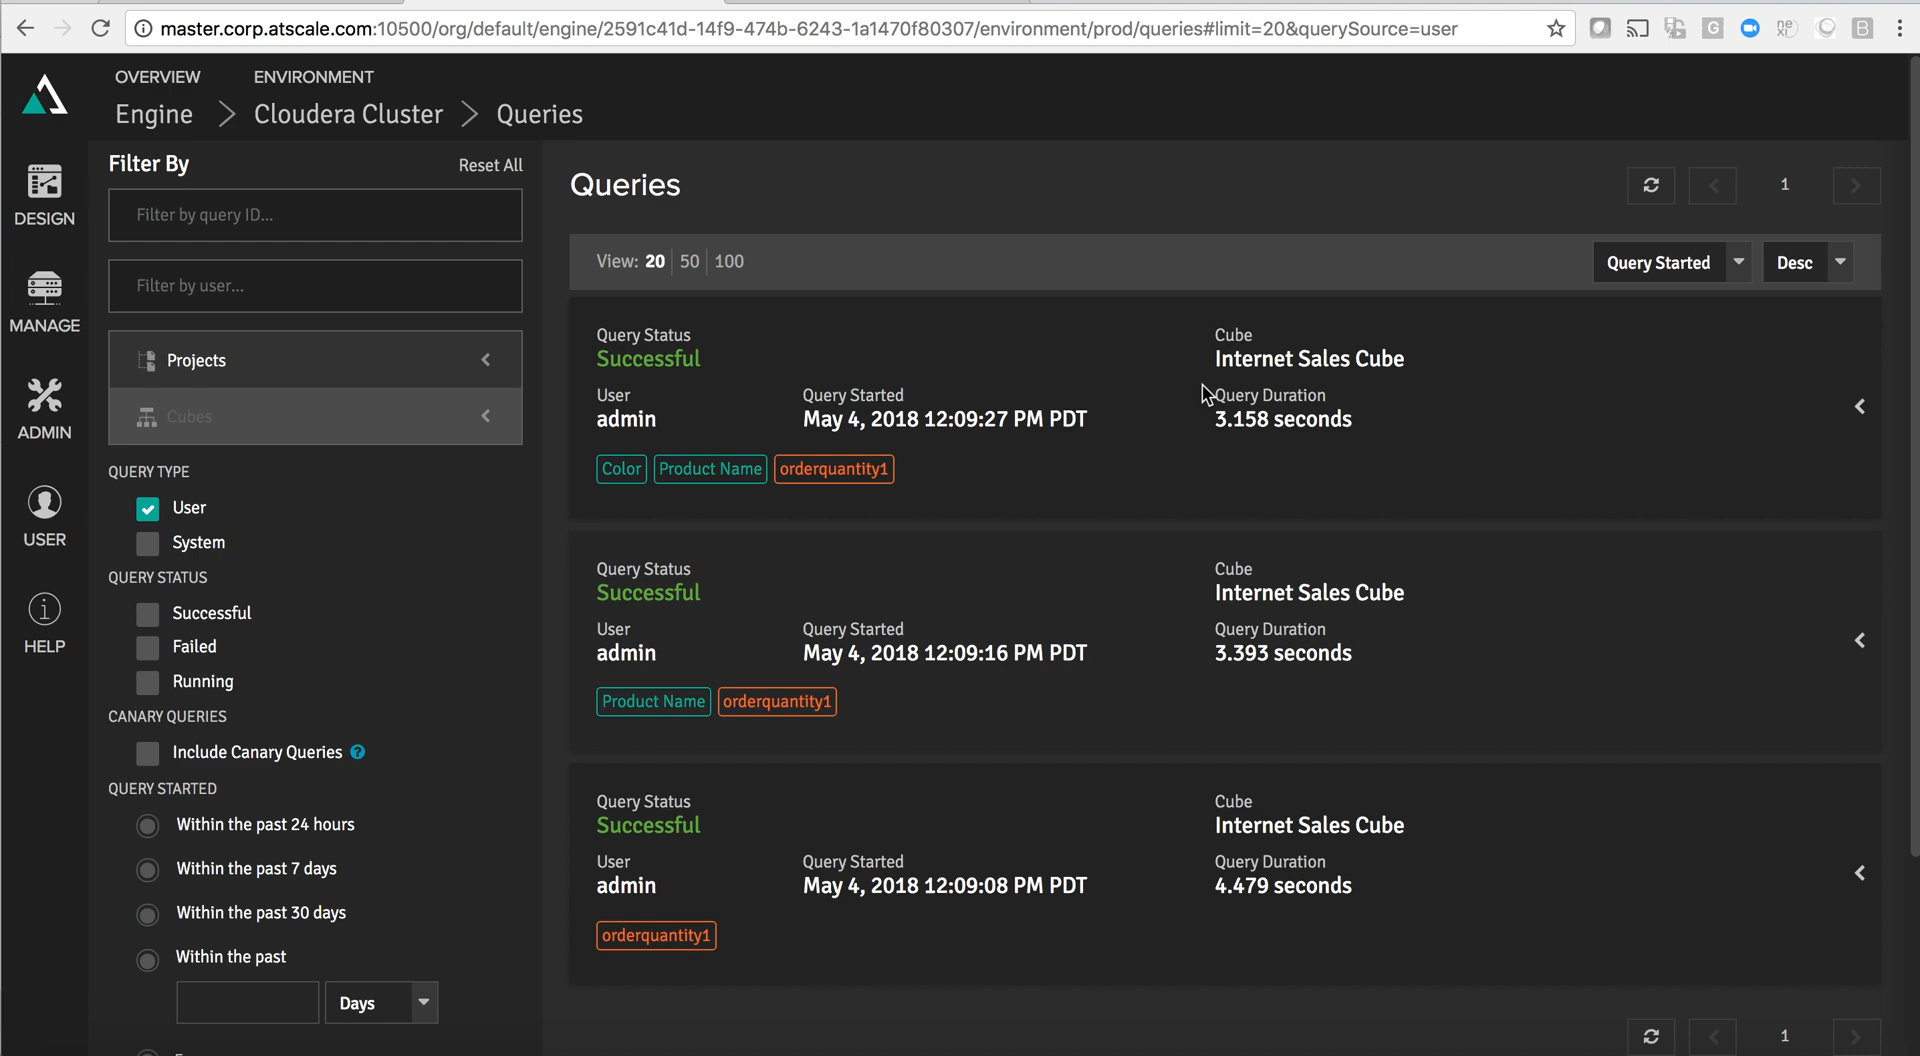 master.corp.atscale.com:10500/org/default/engine/2591c41d-14f9-474b-6243-1a1470f80307/environment/prod/queries#limit=20&querySource=user
G
ne
xi
B
OVERVIEW
ENVIRONMENT
Engine
Cloudera Cluster
Queries
DESIGN
MANAGE
ADMIN
USER
HELP
Filter By
Reset All
Filter by query ID...
Filter by user...
Projects
Cubes
QUERY TYPE
User
System
QUERY STATUS
Successful
Failed
Running
CANARY QUERIES
Include Canary Queries ?
QUERY STARTED
Within the past 24 hours
Within the past 7 days
Within the past 30 days
Within the past
Days
Queries
1
View: 20 50 100
Query Started
Desc
Query Status
Successful
Cube
Internet Sales Cube
User
admin
Query Started
May 4, 2018 12:09:27 PM PDT
Query Duration
3.158 seconds
Color
Product Name
orderquantity1
Query Status
Successful
Cube
Internet Sales Cube
User
admin
Query Started
May 4, 2018 12:09:16 PM PDT
Query Duration
3.393 seconds
Product Name
orderquantity1
Query Status
Successful
Cube
Internet Sales Cube
User
admin
Query Started
May 4, 2018 12:09:08 PM PDT
Query Duration
4.479 seconds
orderquantity1
1